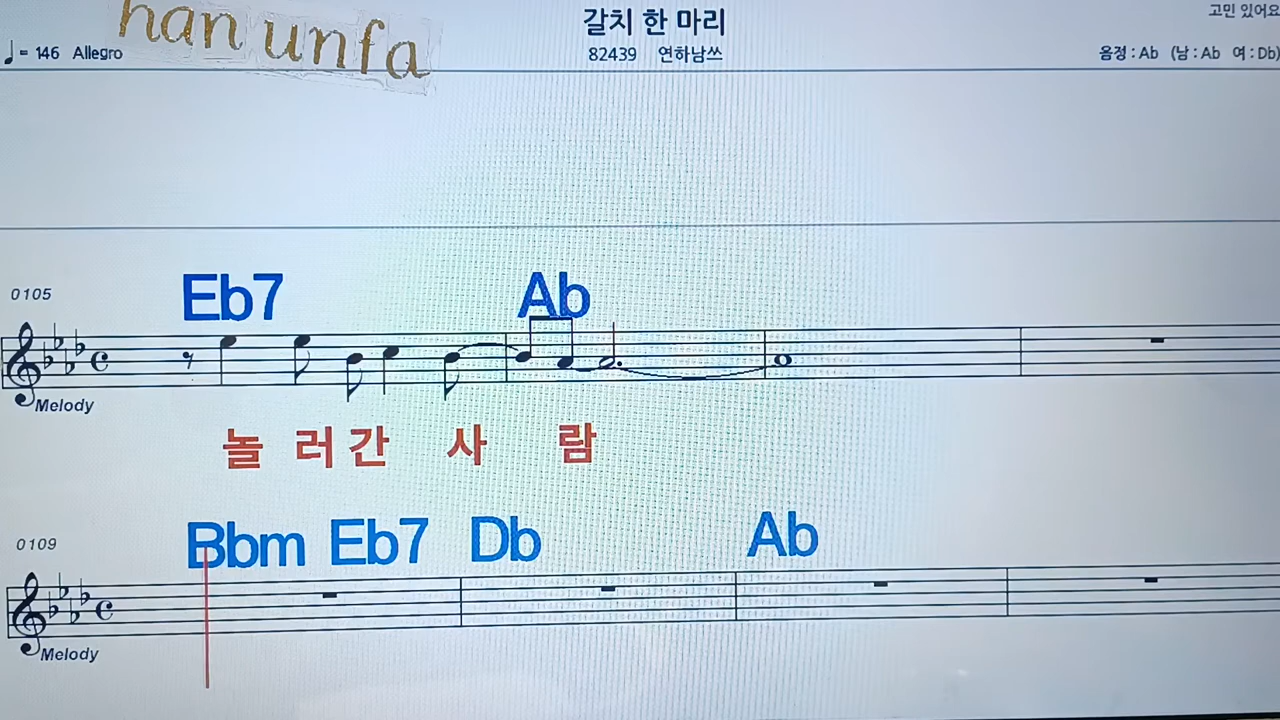 han unfa
갈치 한 마리
고민 있어요
♩= 146 Allegro
82439 연하남쓰
음정 : Ab (남 : Ab 여 : Db)
0105
Eb7 Ab
Melody
놀 러 간 사 람
0109
Bbm Eb7 Db Ab
Melody